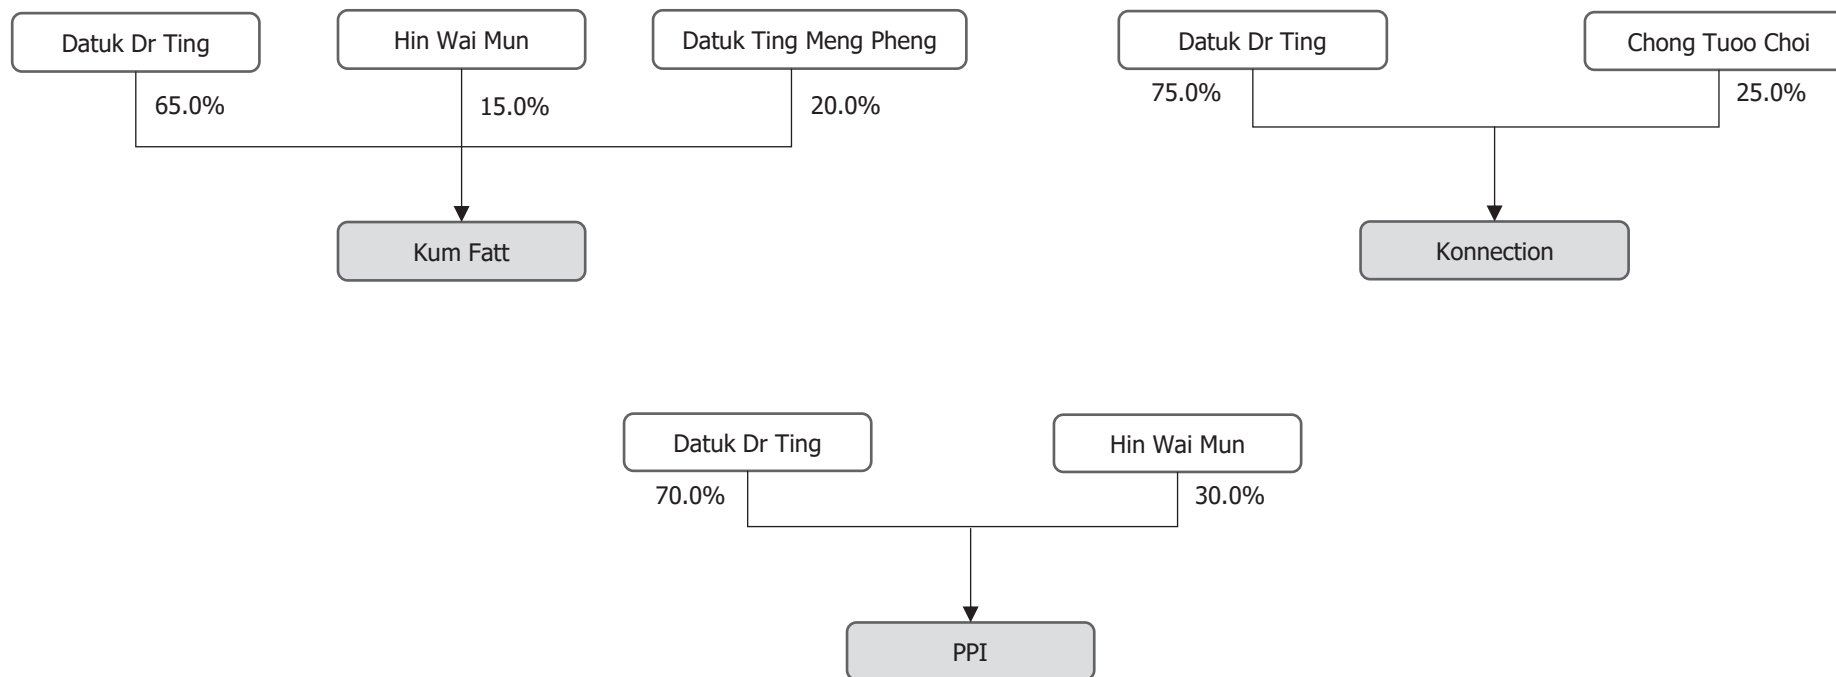 Datuk Dr Ting
Hin Wai Mun
Datuk Ting Meng Pheng
65.0%
15.0%
20.0%
Kum Fatt
Datuk Dr Ting
Chong Tuoo Choi
75.0%
25.0%
Konnection
Datuk Dr Ting
Hin Wai Mun
70.0%
30.0%
PPI